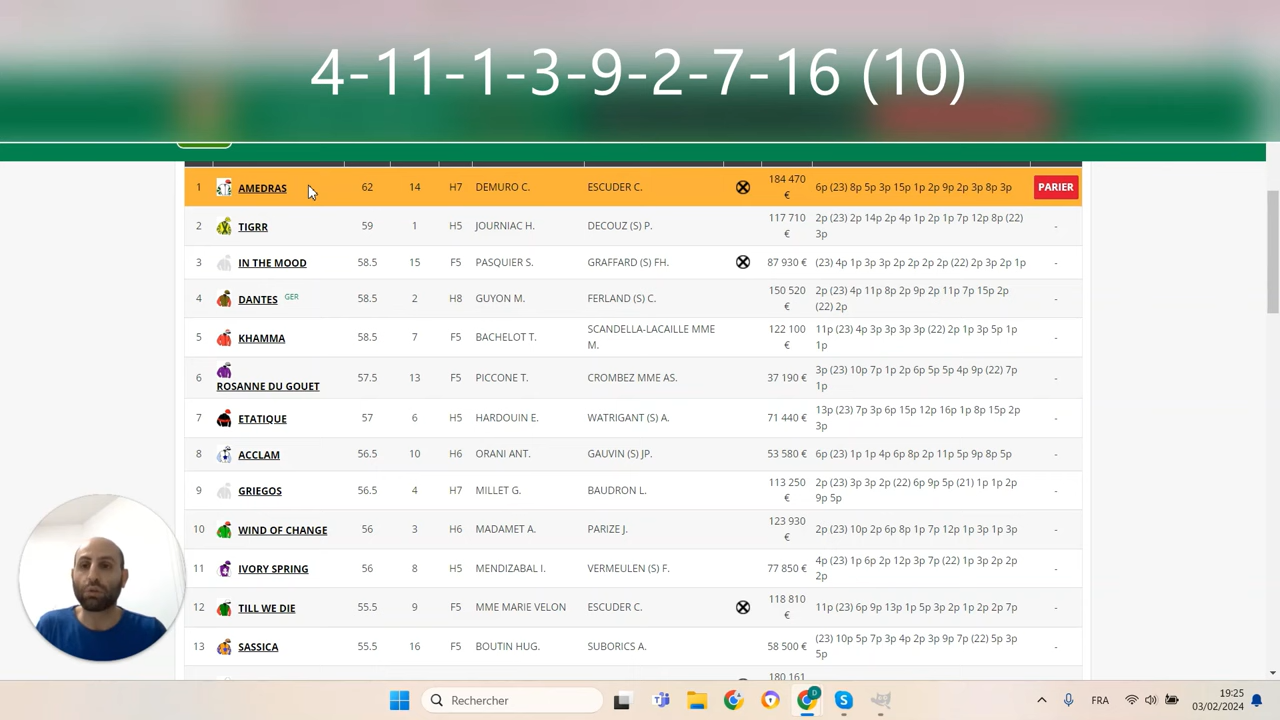 4-11-1-3-9-2-7-16 (10)
1 AMEDRAS 62 14 H7 DEMURO C. ESCUDER C. 184 470 € 6p (23) 8p 5p 3p 15p 1p 2p 9p 2p 3p 8p 3p PARIER
2 TIGRR 59 1 H5 JOURNIAC H. DECOUZ (S) P. 117 710 € 2p (23) 2p 14p 2p 4p 1p 2p 1p 7p 12p 8p (22) 3p -
3 IN THE MOOD 58.5 15 F5 PASQUIER S. GRAFFARD (S) FH. 87 930 € (23) 4p 1p 3p 3p 2p 2p 2p 2p (22) 2p 3p 2p 1p -
4 DANTES GER 58.5 2 H8 GUYON M. FERLAND (S) C. 150 520 € 2p (23) 4p 11p 8p 2p 9p 2p 11p 7p 15p 2p (22) 2p -
5 KHAMMA 58.5 7 F5 BACHELOT T. SCANDELLA-LACAILLE MME M. 122 100 € 11p (23) 4p 3p 3p 3p 3p (22) 2p 1p 3p 5p 1p 1p -
6 ROSANNE DU GOUET 57.5 13 F5 PICCONE T. CROMBEZ MME AS. 37 190 € 3p (23) 10p 7p 1p 2p 6p 5p 5p 4p 9p (22) 7p 1p -
7 ETATIQUE 57 6 H5 HARDOUIN E. WATRIGANT (S) A. 71 440 € 13p (23) 7p 3p 6p 15p 12p 16p 1p 8p 15p 2p 3p -
8 ACCLAM 56.5 10 H6 ORANI ANT. GAUVIN (S) JP. 53 580 € 6p (23) 1p 1p 4p 6p 8p 2p 11p 5p 9p 8p 5p -
9 GRIEGOS 56.5 4 H7 MILLET G. BAUDRON L. 113 250 € 2p (23) 3p 3p 2p (22) 6p 9p 5p (21) 1p 1p 2p 9p 5p -
10 WIND OF CHANGE 56 3 H6 MADAMET A. PARIZE J. 123 930 € 2p (23) 10p 2p 6p 8p 1p 7p 12p 1p 3p 1p 3p -
11 IVORY SPRING 56 8 H5 MENDIZABAL I. VERMEULEN (S) F. 77 850 € 4p (23) 1p 6p 2p 12p 3p 7p (22) 1p 3p 2p 2p 2p -
12 TILL WE DIE 55.5 9 F5 MME MARIE VELON ESCUDER C. 118 810 € 11p (23) 6p 9p 13p 1p 5p 3p 2p 1p 2p 2p 7p -
13 SASSICA 55.5 16 F5 BOUTIN HUG. SUBORICS A. 58 500 € (23) 10p 5p 7p 3p 4p 2p 3p 9p 7p (22) 5p 3p 5p -
180 161
Rechercher FRA 19:25
03/02/2024